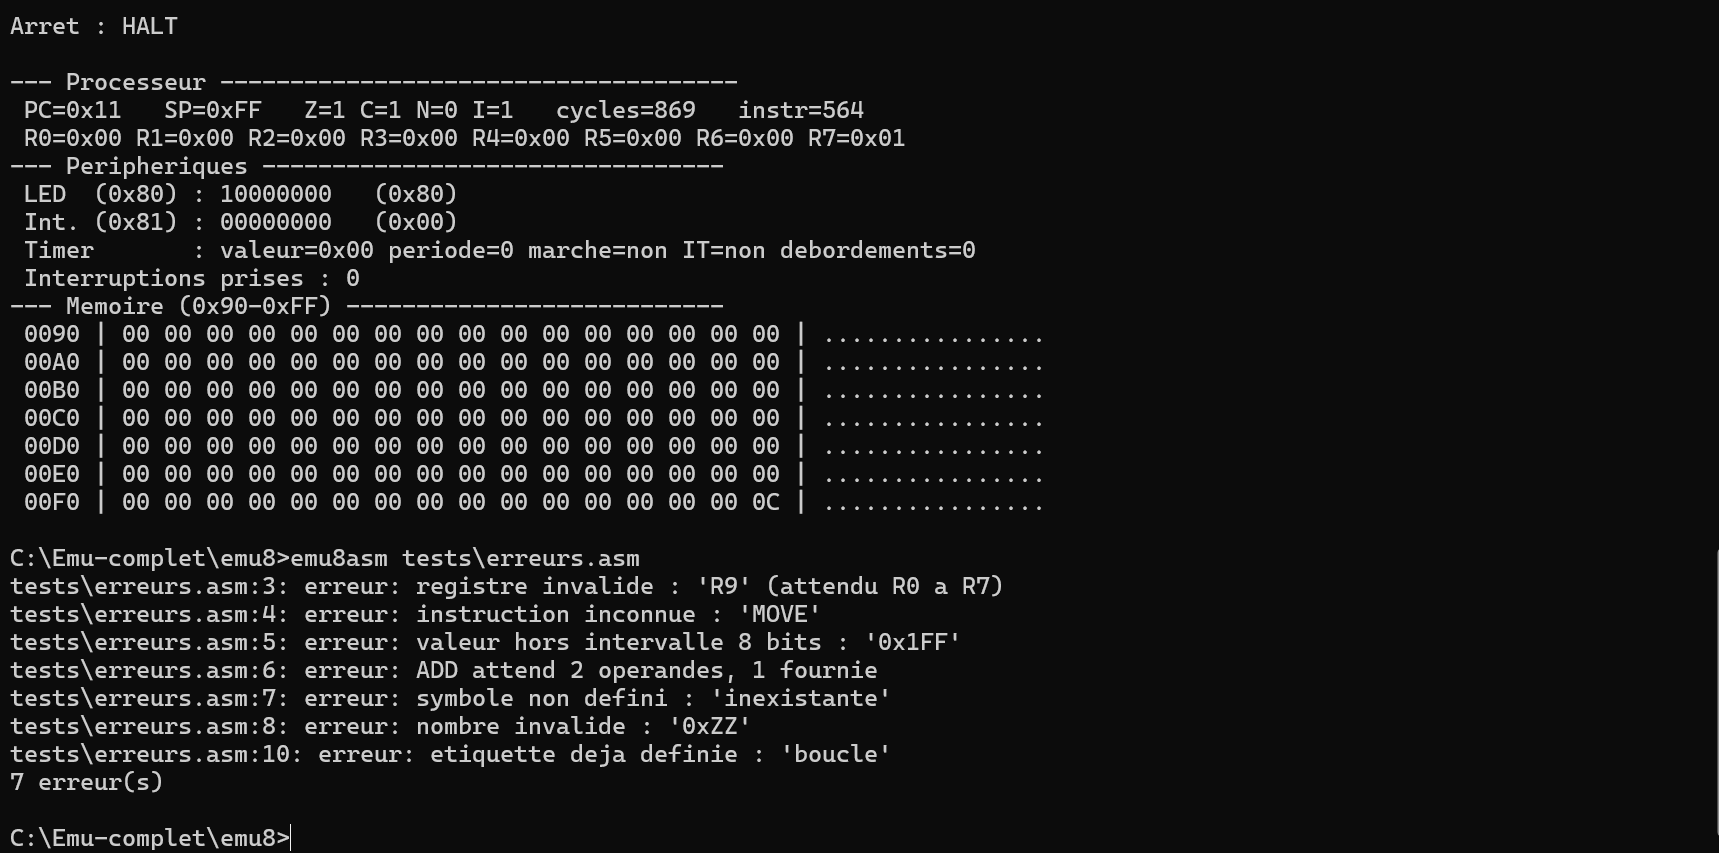 Arret : HALT
--- Processeur -------------------------------------
PC=0x11   SP=0xFF   Z=1 C=1 N=0 I=1   cycles=869   instr=564
R0=0x00 R1=0x00 R2=0x00 R3=0x00 R4=0x00 R5=0x00 R6=0x00 R7=0x01
--- Peripheriques ---------------------------------
LED  (0x80) : 10000000   (0x80)
Int. (0x81) : 00000000   (0x00)
Timer       : valeur=0x00 periode=0 marche=non IT=non debordements=0
Interruptions prises : 0
--- Memoire (0x90-0xFF) ---------------------------
0090 | 00 00 00 00 00 00 00 00 00 00 00 00 00 00 00 00 | ................
00A0 | 00 00 00 00 00 00 00 00 00 00 00 00 00 00 00 00 | ................
00B0 | 00 00 00 00 00 00 00 00 00 00 00 00 00 00 00 00 | ................
00C0 | 00 00 00 00 00 00 00 00 00 00 00 00 00 00 00 00 | ................
00D0 | 00 00 00 00 00 00 00 00 00 00 00 00 00 00 00 00 | ................
00E0 | 00 00 00 00 00 00 00 00 00 00 00 00 00 00 00 00 | ................
00F0 | 00 00 00 00 00 00 00 00 00 00 00 00 00 00 00 0C | ................
C:\Emu-complet\emu8>emu8asm tests\erreurs.asm
tests\erreurs.asm:3: erreur: registre invalide : 'R9' (attendu R0 a R7)
tests\erreurs.asm:4: erreur: instruction inconnue : 'MOVE'
tests\erreurs.asm:5: erreur: valeur hors intervalle 8 bits : '0x1FF'
tests\erreurs.asm:6: erreur: ADD attend 2 operandes, 1 fournie
tests\erreurs.asm:7: erreur: symbole non defini : 'inexistante'
tests\erreurs.asm:8: erreur: nombre invalide : '0xZZ'
tests\erreurs.asm:10: erreur: etiquette deja definie : 'boucle'
7 erreur(s)
C:\Emu-complet\emu8>